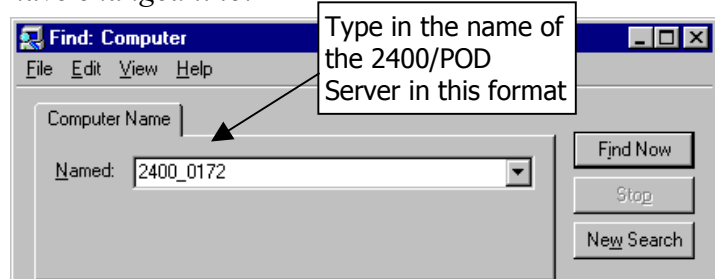 Find: Computer
Type in the name of
the 2400/POD
Server in this format
File Edit View Help
Computer Name
Named: 2400_0172
Find Now
Stop
New Search